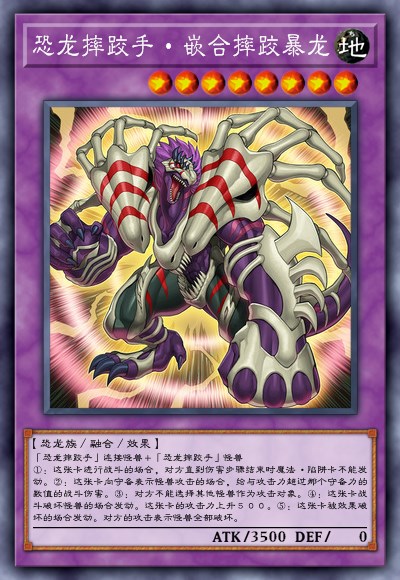 恐龙摔跤手·嵌合摔跤暴龙 地
【恐龙族/融合/效果】
「恐龙摔跤手」连接怪兽+「恐龙摔跤手」怪兽
①：这张卡进行战斗的场合，对方直到伤害步骤结束时魔法·陷阱卡不能发
动。②：这张卡向守备表示怪兽攻击的场合，给与攻击力超过那个守备力的
数值的战斗伤害。③：对方不能选择其他怪兽作为攻击对象。④：这张卡战
斗破坏怪兽的场合发动。这张卡的攻击力上升500。⑤：这张卡被效果破
坏的场合发动。对方的攻击表示怪兽全部破坏。
ATK/3500 DEF/ 0